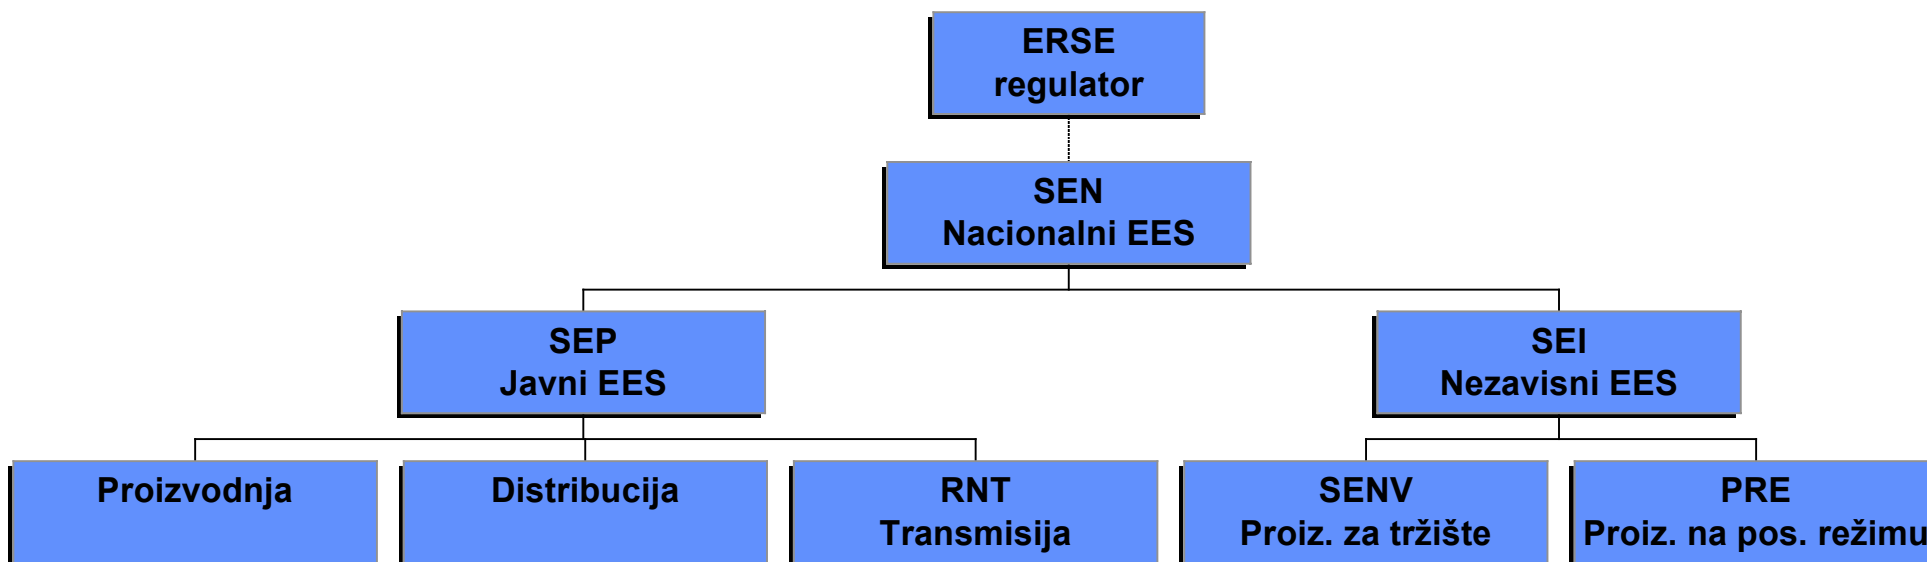 ERSE
regulator
SEN
Nacionalni EES
SEP
Javni EES
SEI
Nezavisni EES
Proizvodnja
Distribucija
RNT
Transmisija
SENV
Proiz. za tržište
PRE
Proiz. na pos. režimu